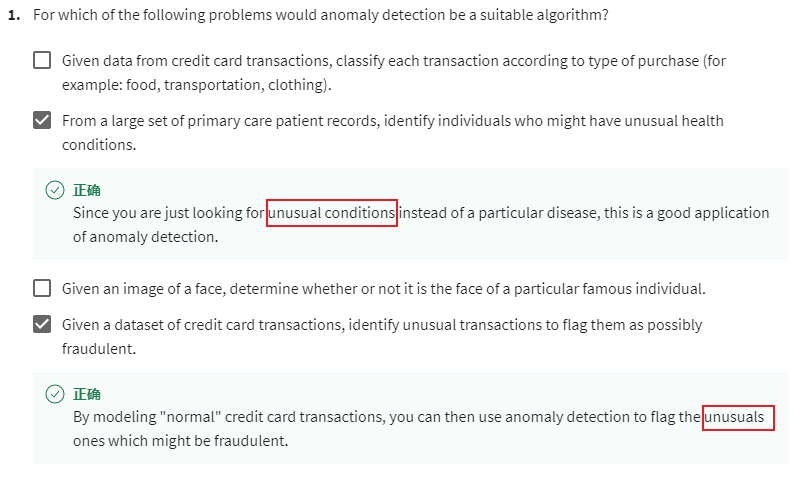 1. For which of the following problems would anomaly detection be a suitable algorithm?
Given data from credit card transactions, classify each transaction according to type of purchase (for
example: food, transportation, clothing).
From a large set of primary care patient records, identify individuals who might have unusual health
conditions.
正确
Since you are just looking for unusual conditions instead of a particular disease, this is a good application
of anomaly detection.
Given an image of a face, determine whether or not it is the face of a particular famous individual.
Given a dataset of credit card transactions, identify unusual transactions to flag them as possibly
fraudulent.
正确
By modeling "normal" credit card transactions, you can then use anomaly detection to flag the unusuals
ones which might be fraudulent.